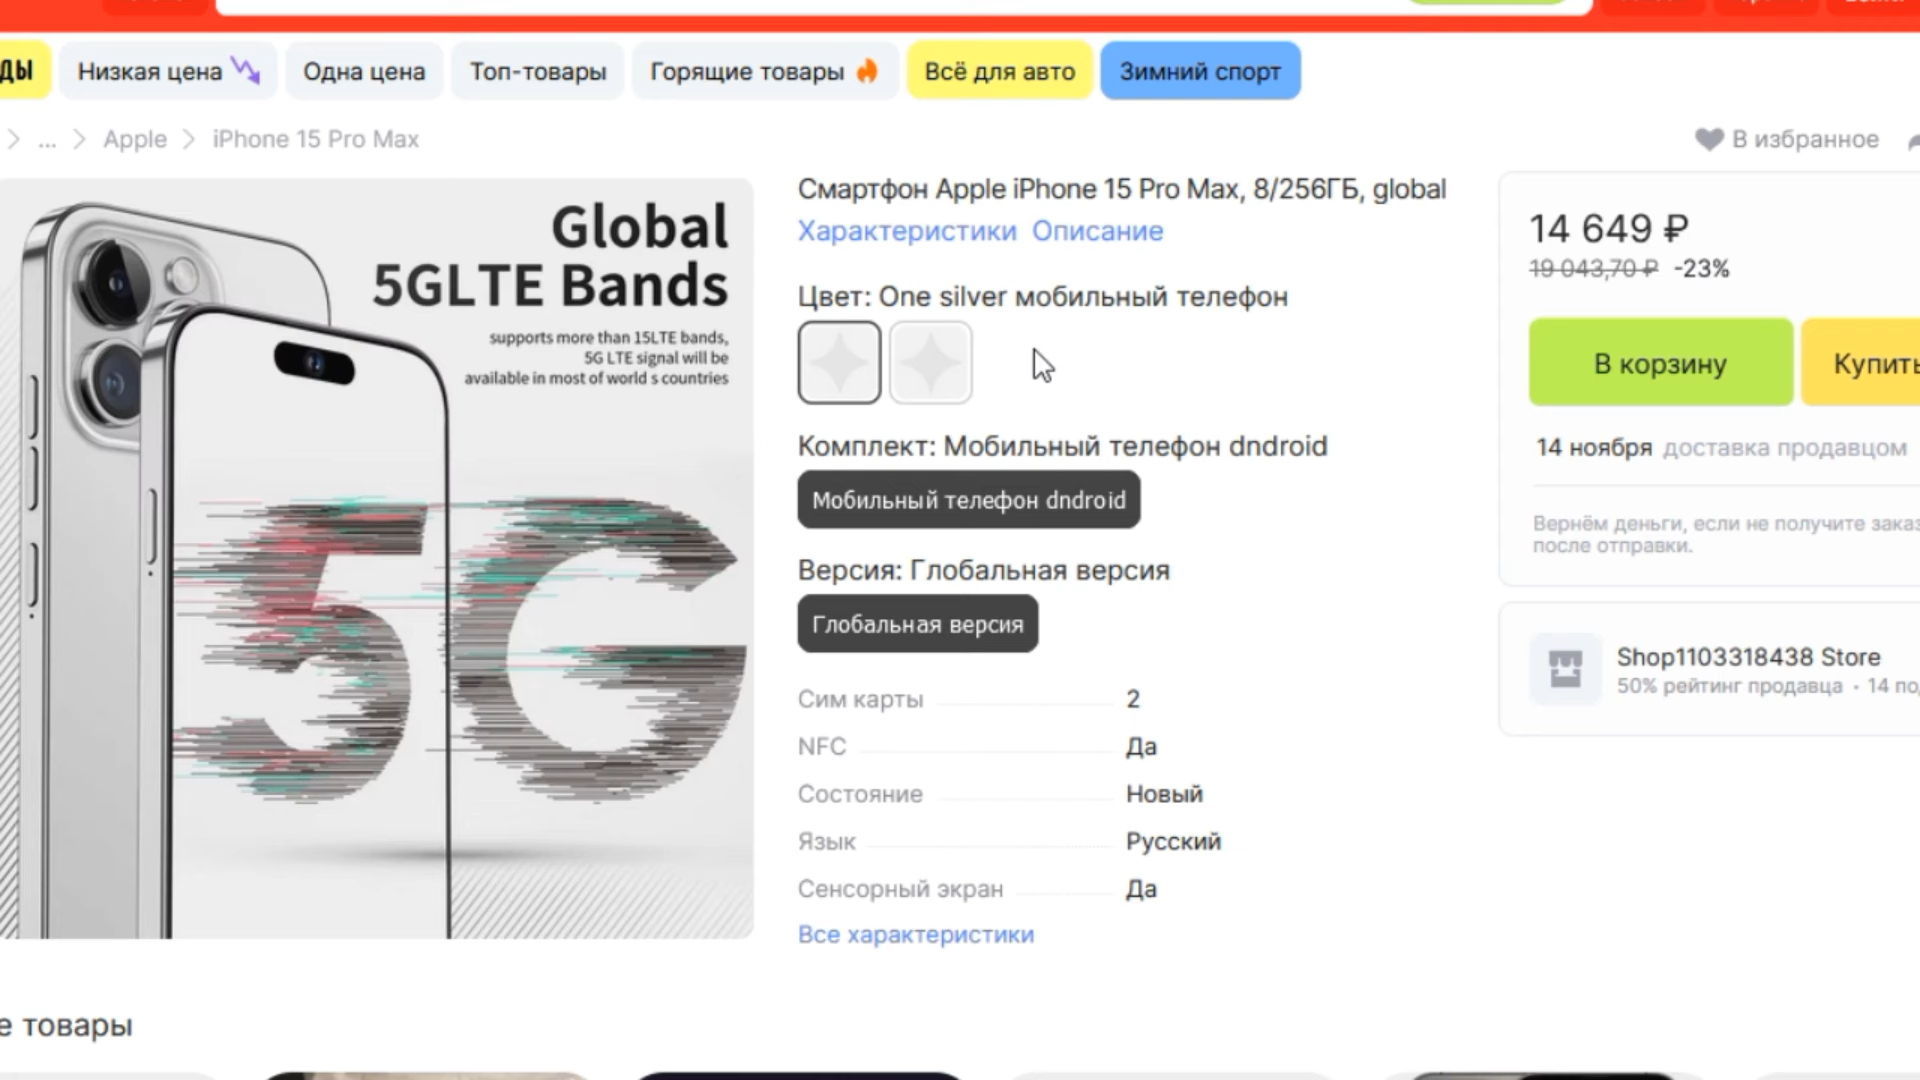 ДЫ
Низкая цена
Одна цена
Топ-товары
Горящие товары
Всё для авто
Зимний спорт
... Apple iPhone 15 Pro Max
В избранное
Global
5GLTE Bands
supports more than 15LTE bands,
5G LTE signal will be
available in most of world s countries
5G
Смартфон Apple iPhone 15 Pro Max, 8/256ГБ, global
Характеристики Описание
Цвет: One silver мобильный телефон
Комплект: Мобильный телефон dndroid
Мобильный телефон dndroid
Версия: Глобальная версия
Глобальная версия
Сим карты 2
NFC Да
Состояние Новый
Язык Русский
Сенсорный экран Да
Все характеристики
14 649 ₽
19 043,70 ₽ -23%
В корзину
Купить
14 ноября доставка продавцом
Вернём деньги, если не получите заказ
после отправки.
Shop1103318438 Store
50% рейтинг продавца • 14 по
е товары